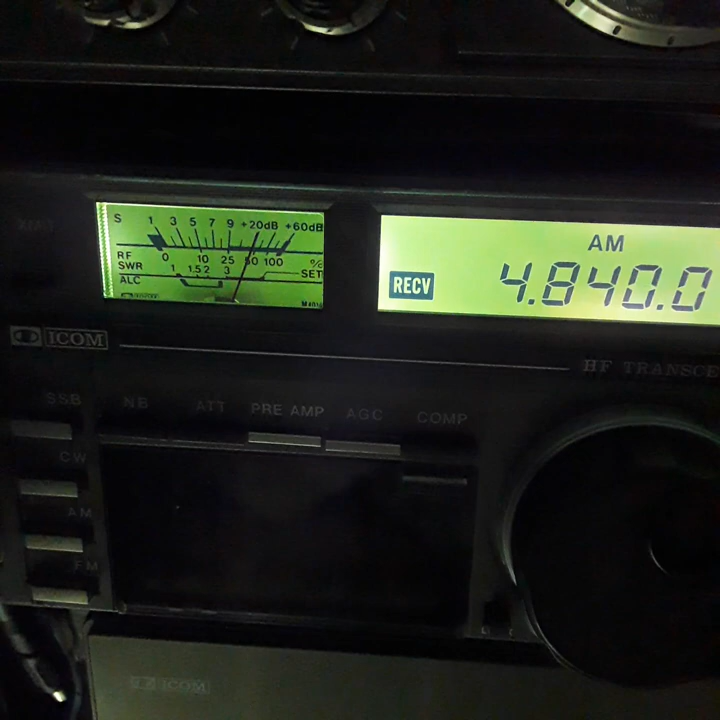 S 1 3 5 7 9 +20dB +60dB
RF 0 10 25 50 100 %
SWR 1 1.5 2 3 SET
ALC
AM
RECV 4.840.0
ICOM
HF TRANSCE
SSB NB ATT PRE AMP AGC COMP
CW
AM
FM
ICOM